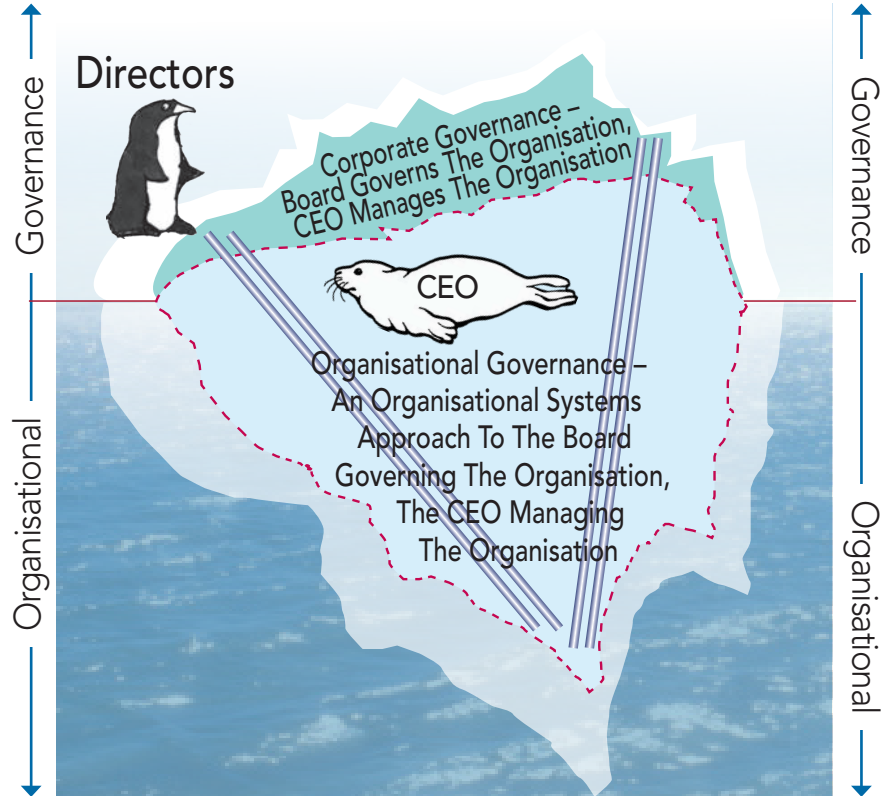 Directors
Governance
Governance
Corporate Governance –
Board Governs The Organisation,
CEO Manages The Organisation
CEO
Organisational Governance –
An Organisational Systems
Approach To The Board
Governing The Organisation,
The CEO Managing
The Organisation
Organisational
Organisational